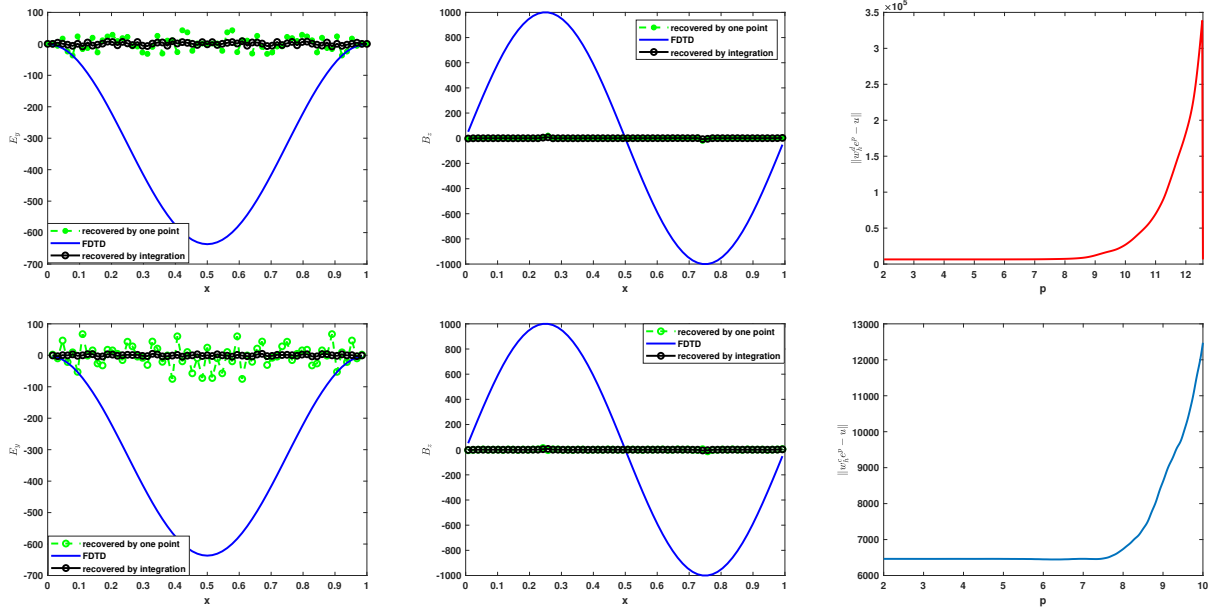 100
0
-100
-200
-300
-400
-500
-600
-700
E_y
recovered by one point
FDTD
recovered by integration
0 0.1 0.2 0.3 0.4 0.5 0.6 0.7 0.8 0.9 1
x
1000
800
600
400
200
0
-200
-400
-600
-800
-1000
B_z
recovered by one point
FDTD
recovered by integration
0 0.1 0.2 0.3 0.4 0.5 0.6 0.7 0.8 0.9 1
x
×10^5
3.5
3
2.5
2
1.5
1
0.5
0
||w_h^d e^p − u||
2 3 4 5 6 7 8 9 10 11 12
p
100
0
-100
-200
-300
-400
-500
-600
-700
E_y
recovered by one point
FDTD
recovered by integration
0 0.1 0.2 0.3 0.4 0.5 0.6 0.7 0.8 0.9 1
x
1000
800
600
400
200
0
-200
-400
-600
-800
-1000
B_z
recovered by one point
FDTD
recovered by integration
0 0.1 0.2 0.3 0.4 0.5 0.6 0.7 0.8 0.9 1
x
13000
12000
11000
10000
9000
8000
7000
6000
||w_h^c e^p − u||
2 3 4 5 6 7 8 9 10
p